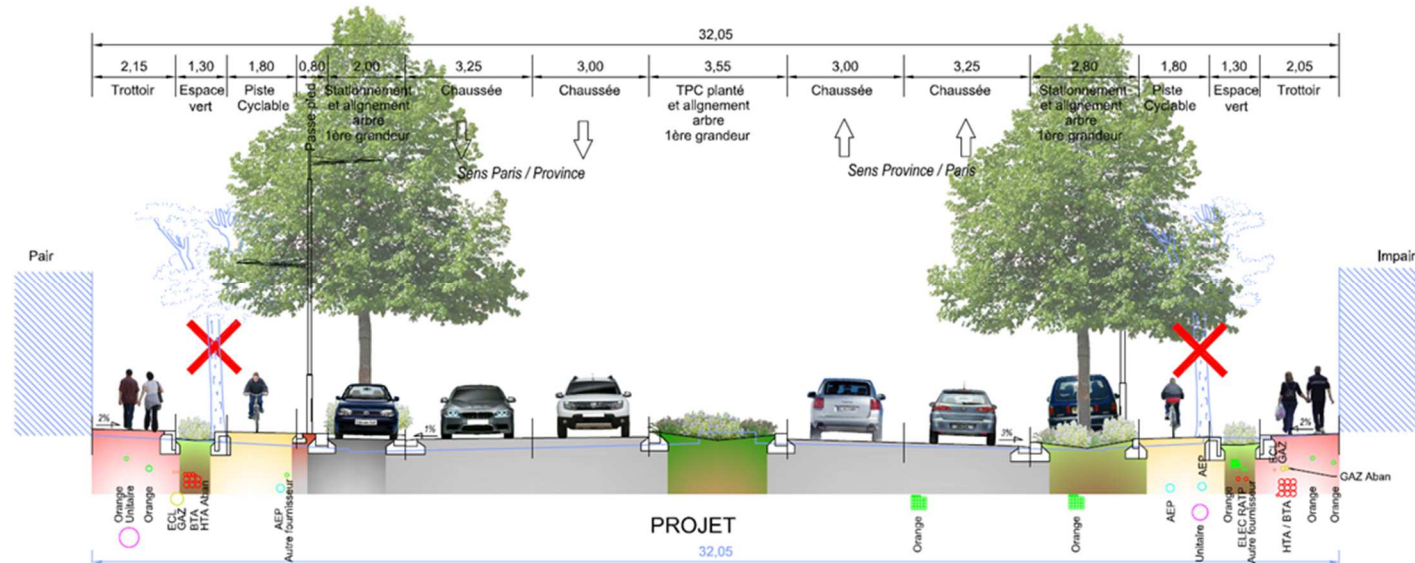 32,05
2,15
1,30
1,80
0,80
2,00
3,25
3,00
3,55
3,00
3,25
2,80
1,80
1,30
2,05
Trottoir
Espace
vert
Piste
Cyclable
Passe-pied
Stationnement
et alignement
arbre
1ère grandeur
Chaussée
Chaussée
TPC planté
et alignement
arbre
1ère grandeur
Chaussée
Chaussée
Stationnement
et alignement
arbre
1ère grandeur
Piste
Cyclable
Espace
vert
Trottoir
Sens Paris / Province
Sens Province / Paris
Pair
Impair
2%
1%
3%
2%
Orange
Unitaire
Orange
ECL
GAZ
BTA
HTA Aban
AEP
Autre fournisseur
Orange
Orange
AEP
Unitaire
AEP
Orange
ELEC RATP
Autre fournisseur
ECL
GAZ
HTA / BTA
Orange
Orange
GAZ Aban
PROJET
32,05